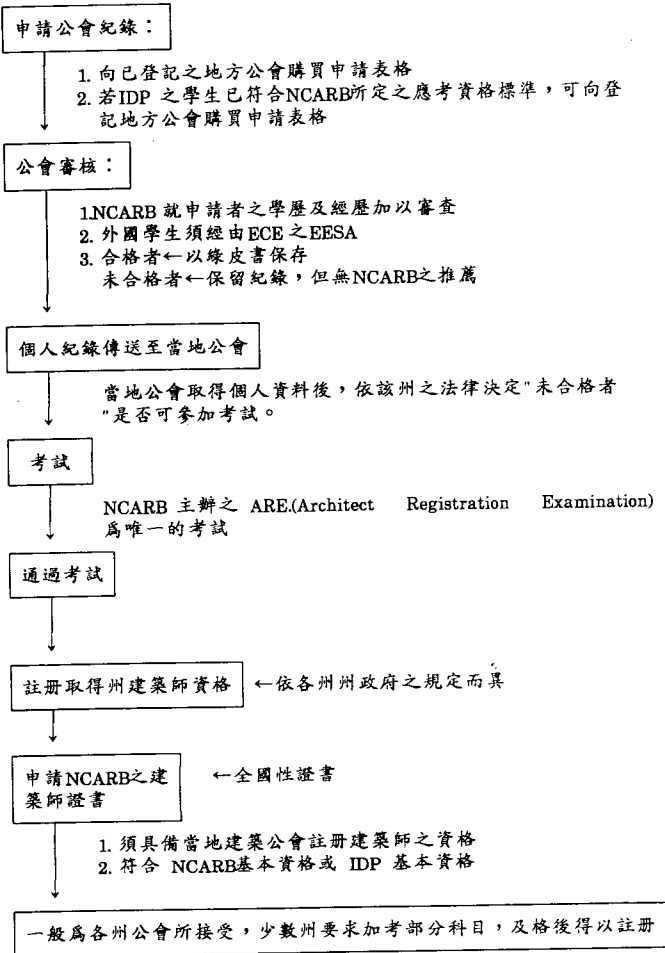 申請公會紀錄：
1. 向已登記之地方公會購買申請表格
2. 若IDP 之學生已符合NCARB所定之應考資格標準，可向登
記地方公會購買申請表格
公會審核：
1.NCARB 就申請者之學歷及經歷加以審查
2. 外國學生須經由ECE 之EESA
3. 合格者←以綠皮書保存
未合格者←保留紀錄，但無NCARB之推薦
個人紀錄傳送至當地公會
當地公會取得個人資料後，依該州之法律決定"未合格者
"是否可參加考試。
考試
NCARB 主辦之 ARE.(Architect Registration Examination)
爲唯一的考試
通過考試
註册取得州建築師資格 ←依各州州政府之規定而異
申請NCARB之建 ←全國性證書
築師證書
1. 須具備當地建築公會註册建築師之資格
2. 符合 NCARB基本資格或 IDP 基本資格
一般爲各州公會所接受，少數州要求加考部分科目，及格後得以註册